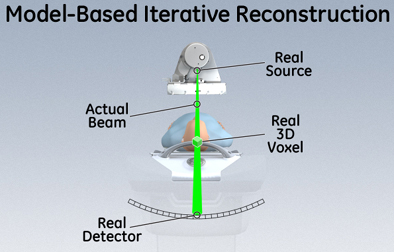 Model-Based Iterative Reconstruction
Real
Source
Actual
Beam
Real
3D
Voxel
Real
Detector